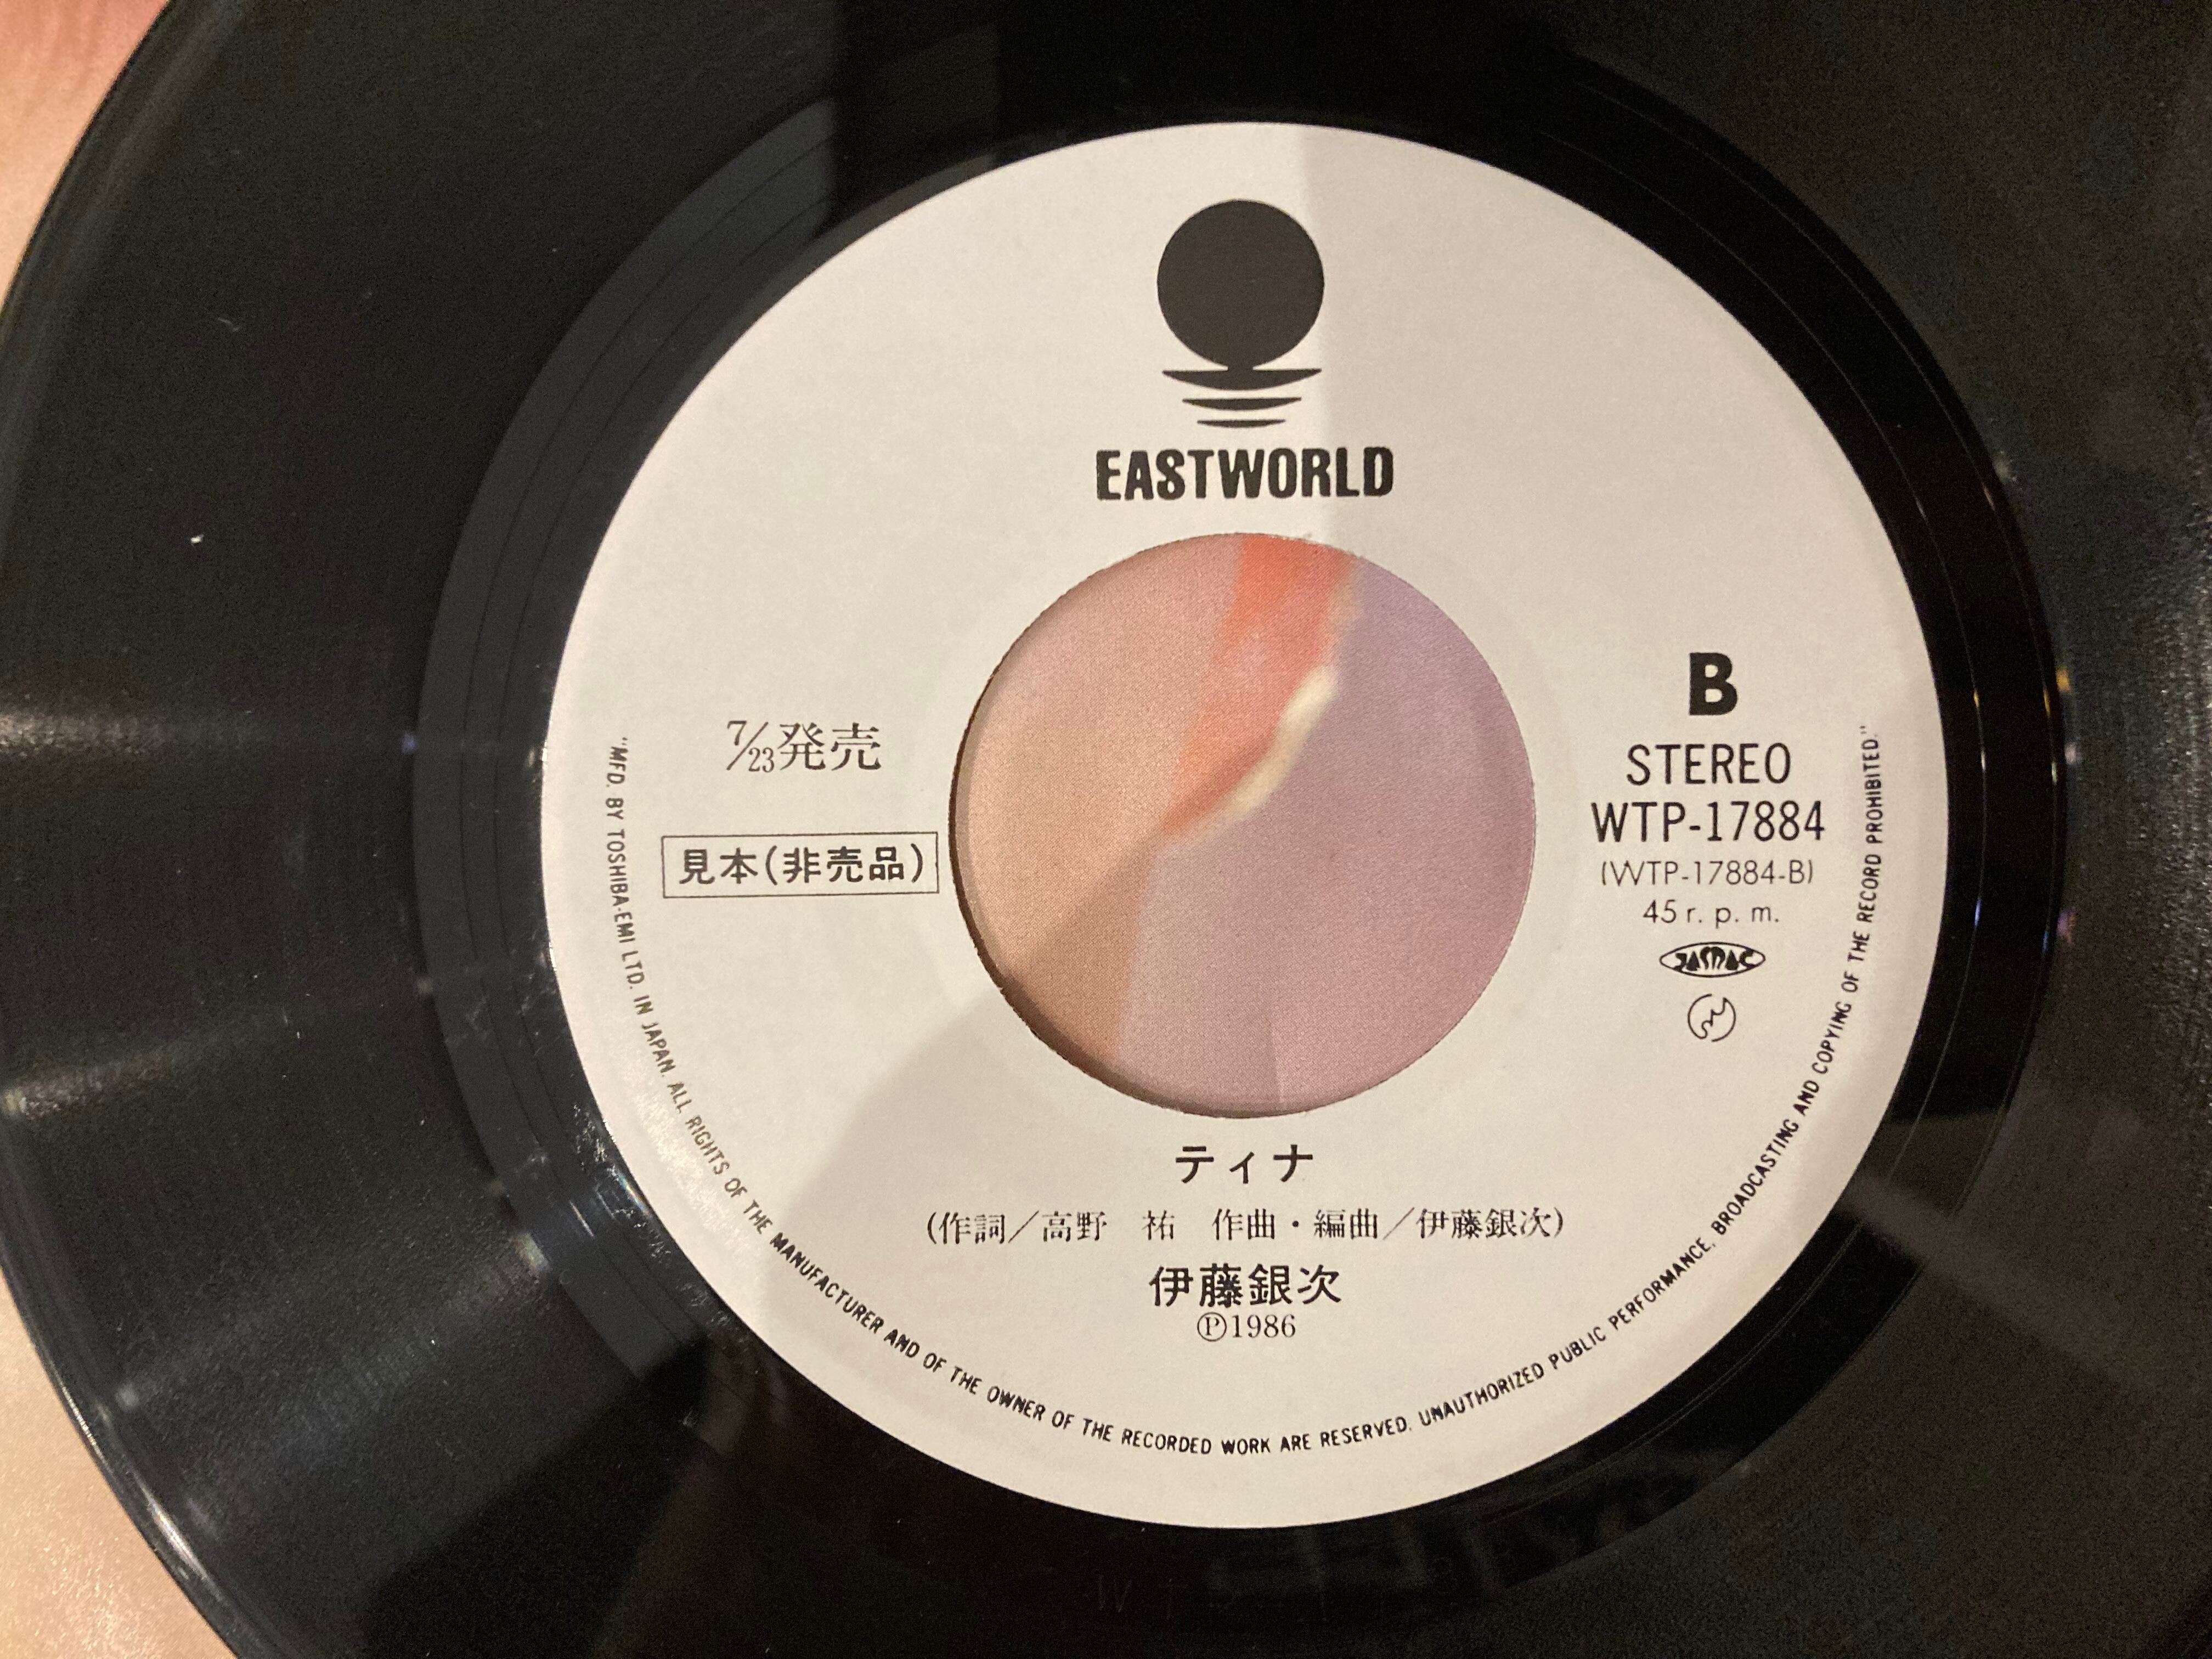 EASTWORLD
7/23発売
見本(非売品)
B
STEREO
WTP-17884
(WTP-17884-B)
45 r. p. m.
JASRAC
ティナ
(作詞／高野　祐　作曲・編曲／伊藤銀次)
伊藤銀次
Ⓟ1986
"MFD. BY TOSHIBA-EMI LTD. IN JAPAN. ALL RIGHTS OF THE MANUFACTURER AND OF THE OWNER OF THE RECORDED WORK ARE RESERVED. UNAUTHORIZED PUBLIC PERFORMANCE, BROADCASTING AND COPYING OF THE RECORD PROHIBITED."